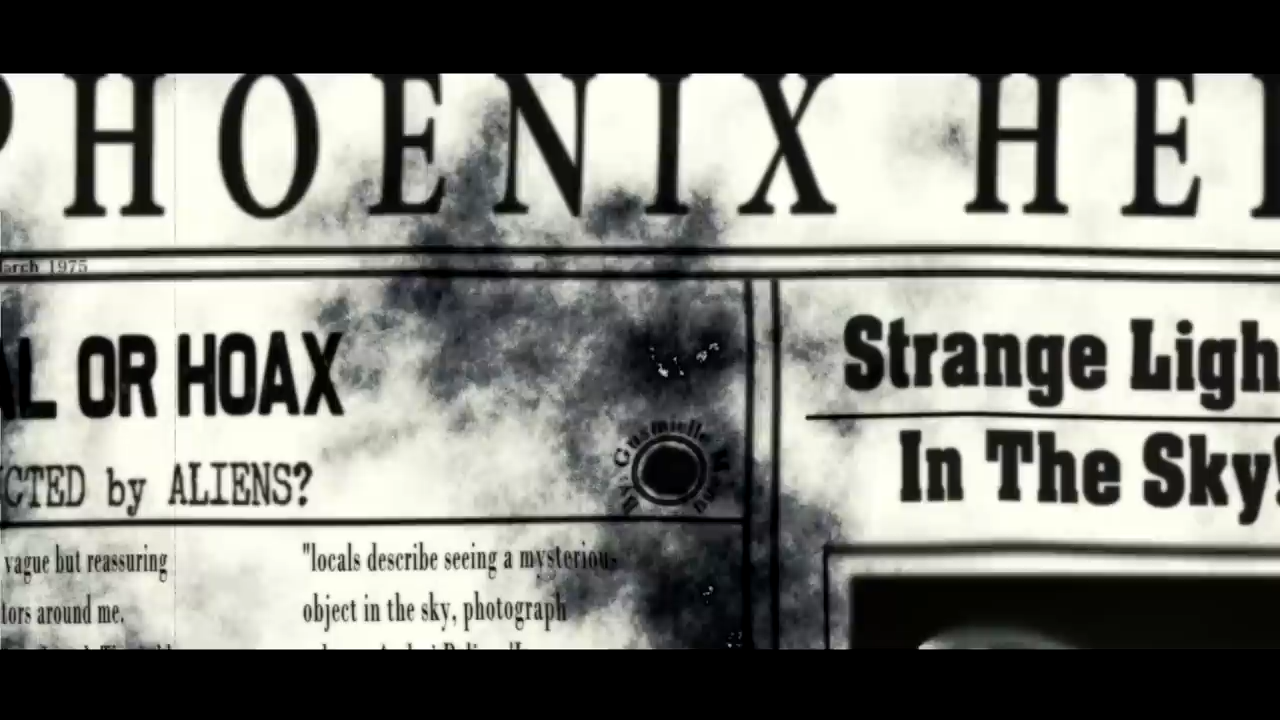 PHOENIX HE
arch 1975
AL OR HOAX
CTED by ALIENS?
vague but reassuring
tors around me.
"locals describe seeing a mysterious
object in the sky, photograph
Strange Ligh
In The Sky!